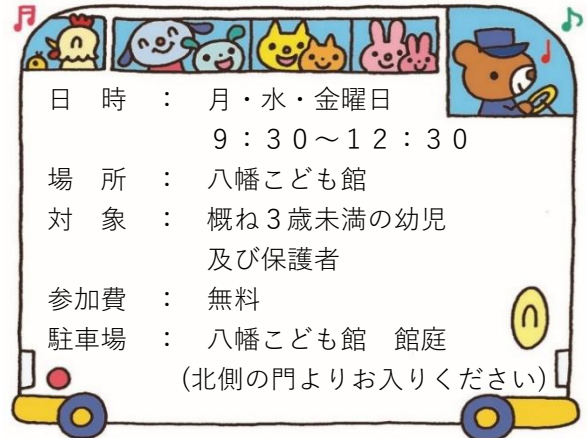 日　時　：　月・水・金曜日
９：３０～１２：３０
場　所　：　八幡こども館
対　象　：　概ね３歳未満の幼児
及び保護者
参加費　：　無料
駐車場　：　八幡こども館　館庭
(北側の門よりお入りください)